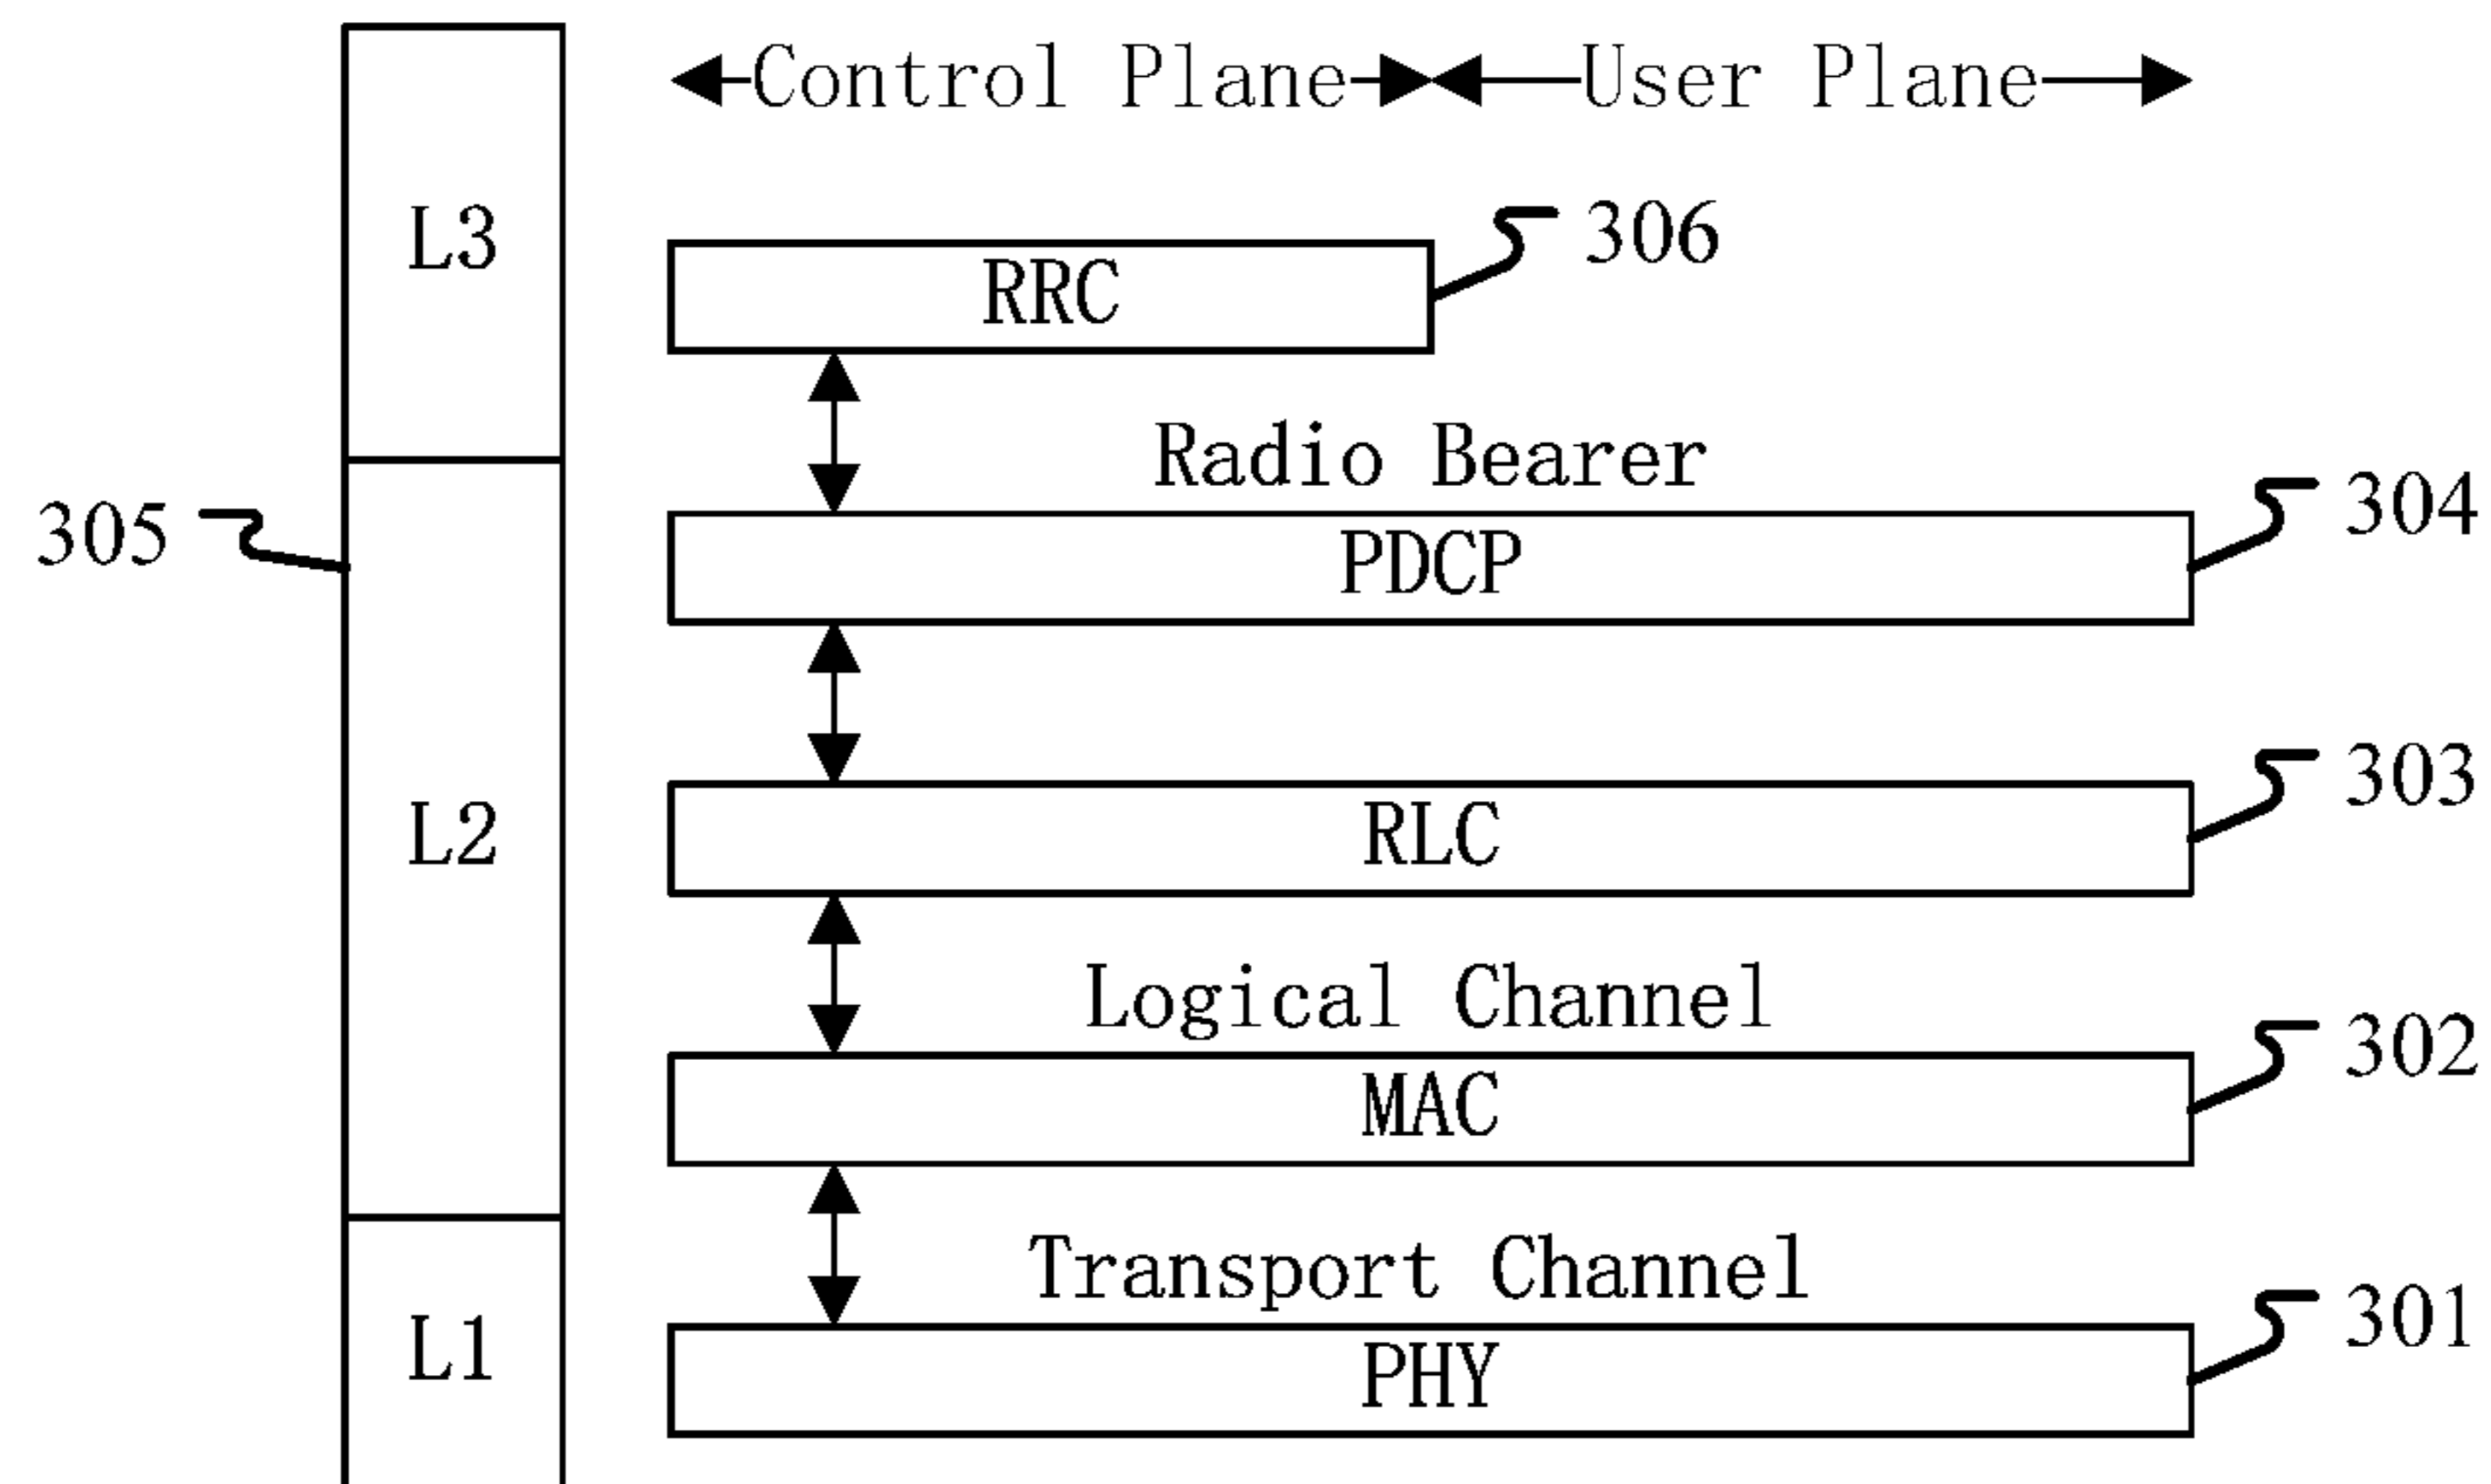 Control Plane User Plane
L3
306
RRC
Radio Bearer
305
304
PDCP
303
L2
RLC
Logical Channel
302
MAC
Transport Channel
301
L1
PHY